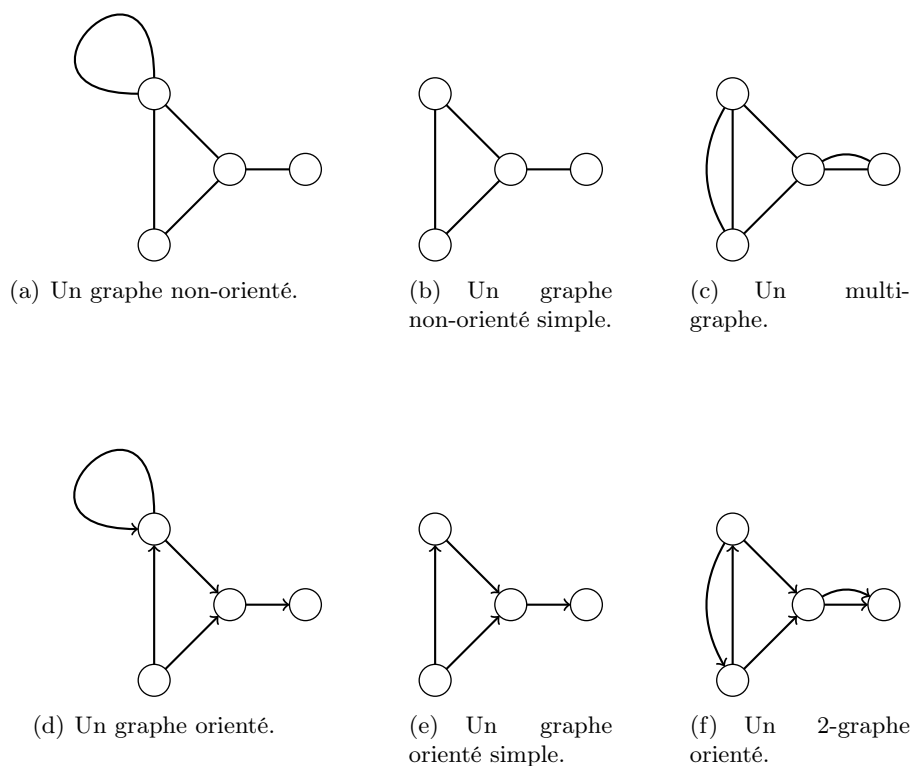 (a) Un graphe non-orienté.
(b) Un graphe
non-orienté simple.
(c) Un multi-
graphe.
(d) Un graphe orienté.
(e) Un graphe
orienté simple.
(f) Un 2-graphe
orienté.